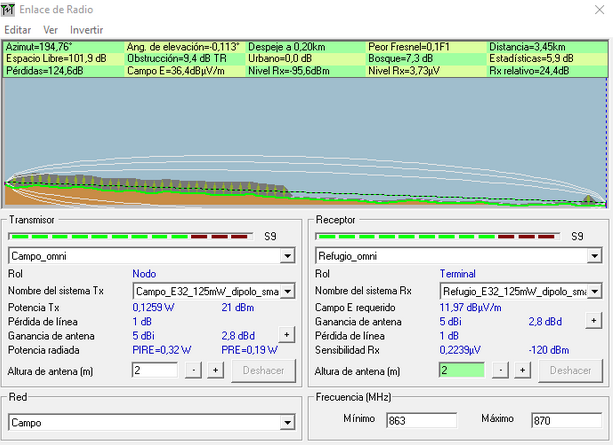 Enlace de Radio
Editar Ver Invertir
Azimut=194,76° Ang. de elevación=-0,113° Despeje a 0,20km Peor Fresnel=0,1F1 Distancia=3,45km
Espacio Libre=101,9 dB Obstrucción=9,4 dB TR Urbano=0,0 dB Bosque=7,3 dB Estadísticas=5,9 dB
Pérdidas=124,6dB Campo E=36,4dBµV/m Nivel Rx=-95,6dBm Nivel Rx=3,73µV Rx relativo=24,4dB
Transmisor Receptor
S9 S9
Campo_omni Refugio_omni
Rol Nodo Rol Terminal
Nombre del sistema Tx Campo_E32_125mW_dipolo_sma Nombre del sistema Rx Refugio_E32_125mW_dipolo_sma
Potencia Tx 0,1259 W 21 dBm Campo E requerido 11,97 dBµV/m
Pérdida de línea 1 dB Ganancia de antena 5 dBi 2,8 dBd +
Ganancia de antena 5 dBi 2,8 dBd + Pérdida de línea 1 dB
Potencia radiada PIRE=0,32 W PRE=0,19 W Sensibilidad Rx 0,2239µV -120 dBm
Altura de antena (m) 2 - + Deshacer Altura de antena (m) 2 - + Deshacer
Red Frecuencia (MHz)
Campo Mínimo 863 Máximo 870